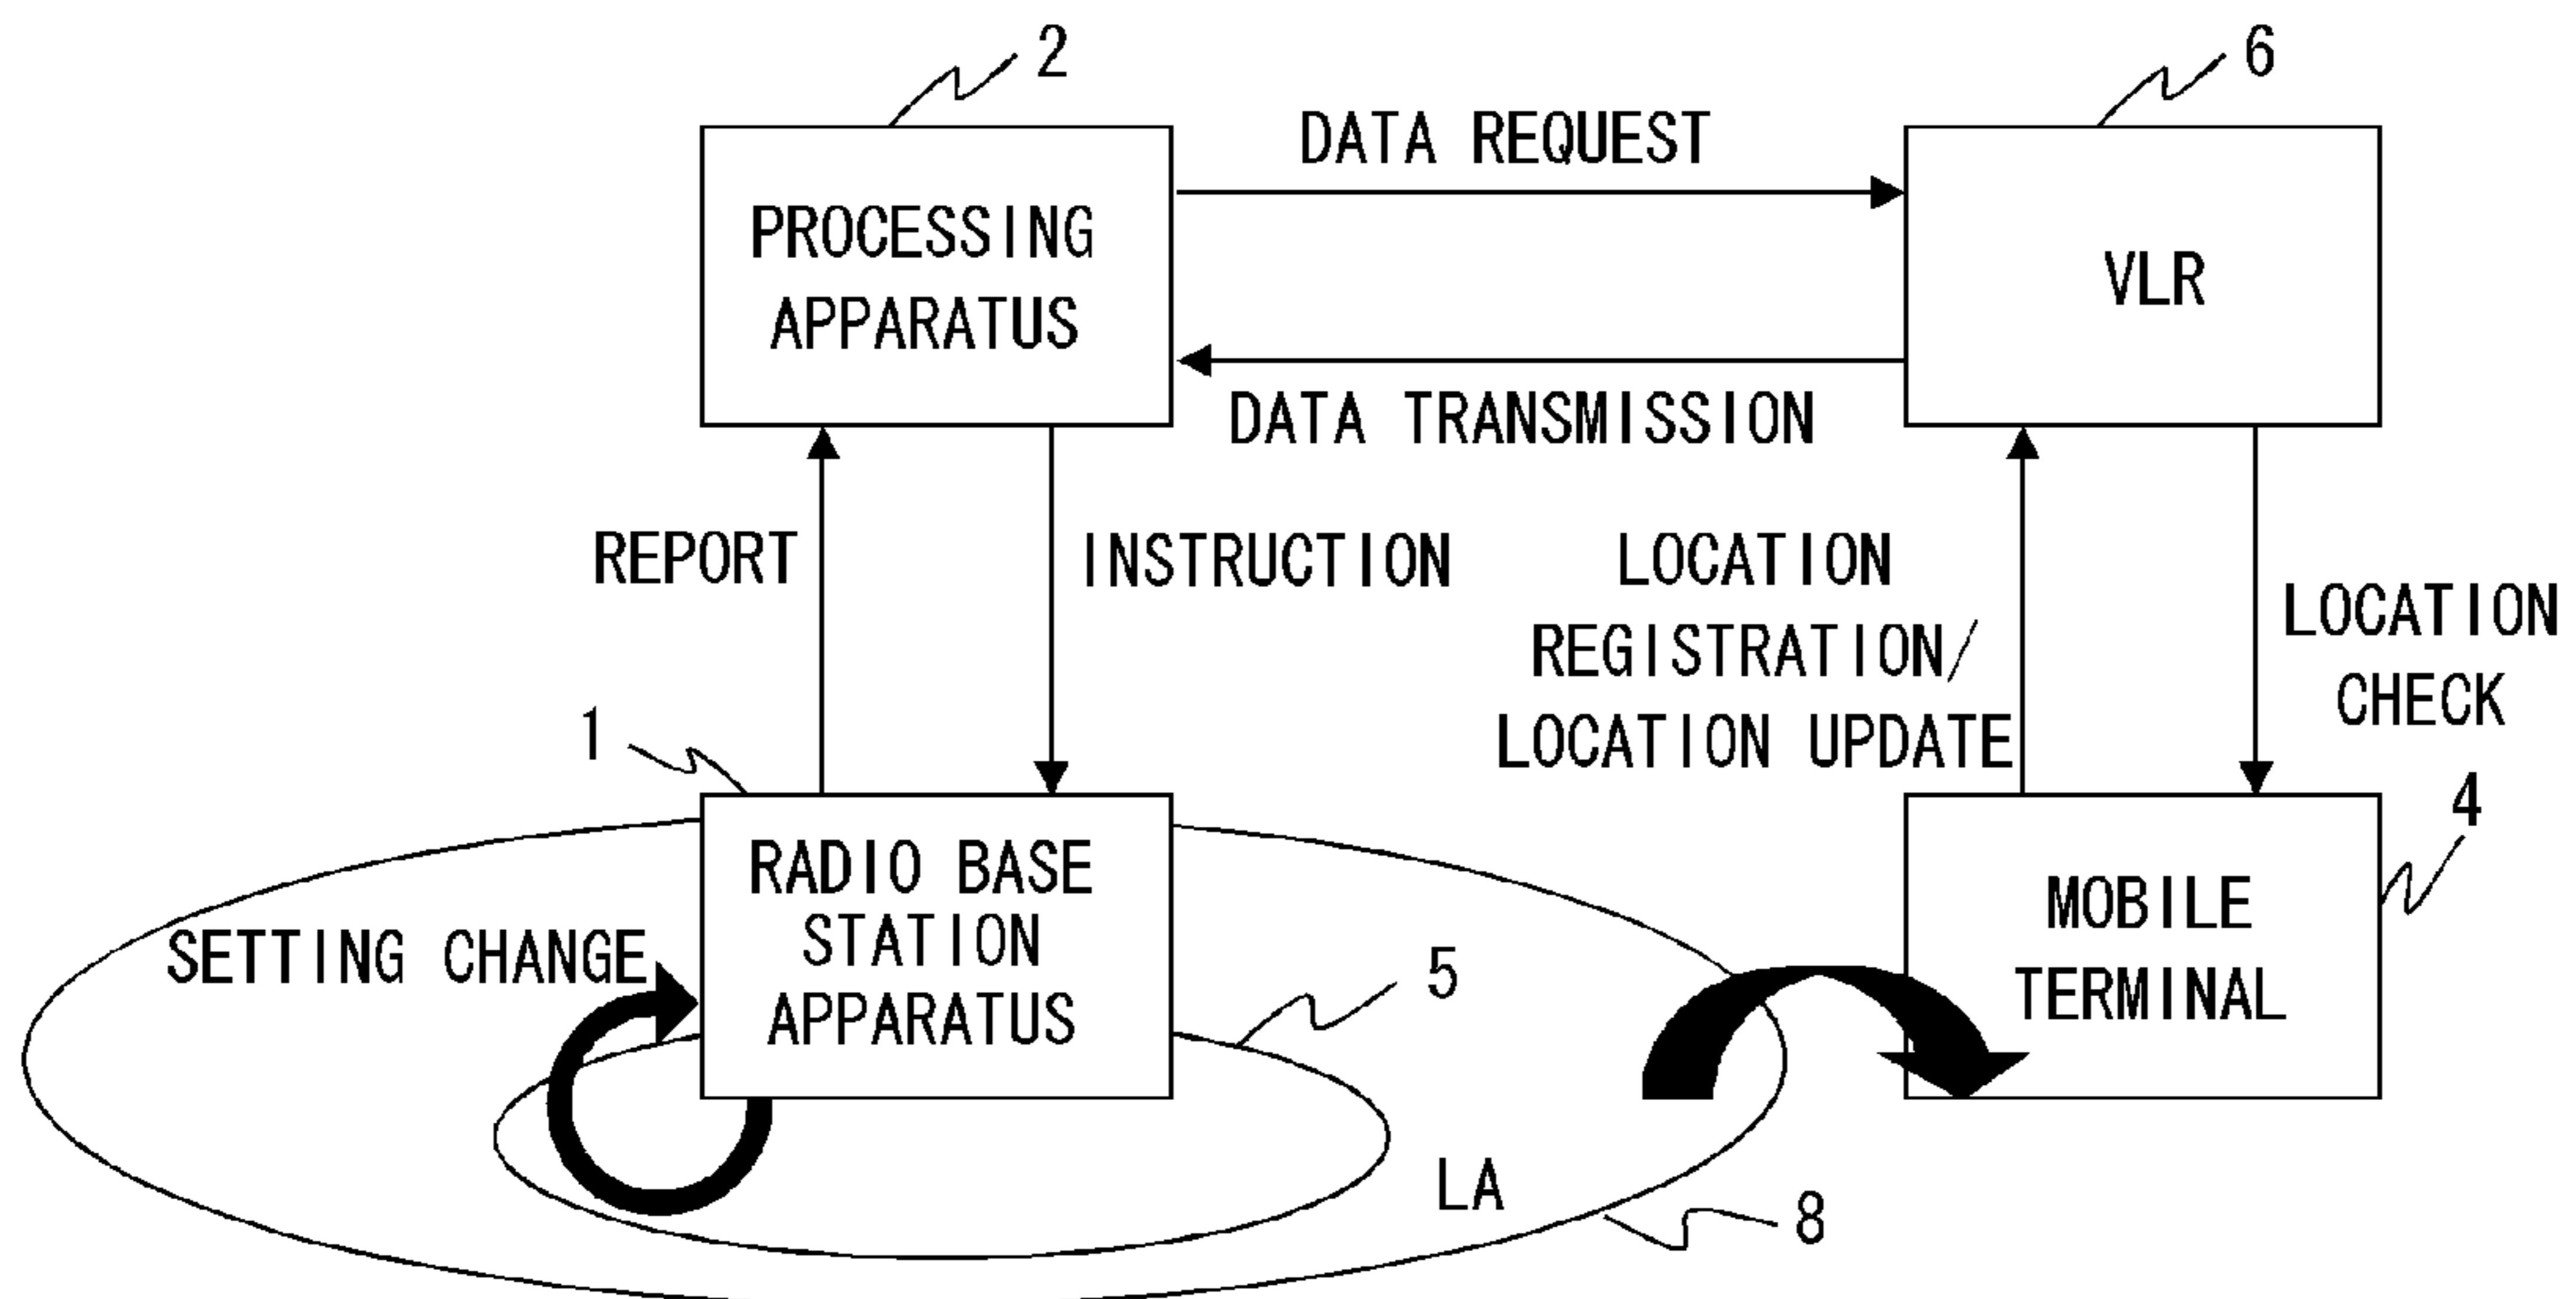 2
6
DATA REQUEST
PROCESSING
APPARATUS
VLR
DATA TRANSMISSION
REPORT
INSTRUCTION
LOCATION
REGISTRATION/
LOCATION UPDATE
LOCATION
CHECK
1
4
RADIO BASE
STATION
APPARATUS
MOBILE
TERMINAL
SETTING CHANGE
5
LA
8